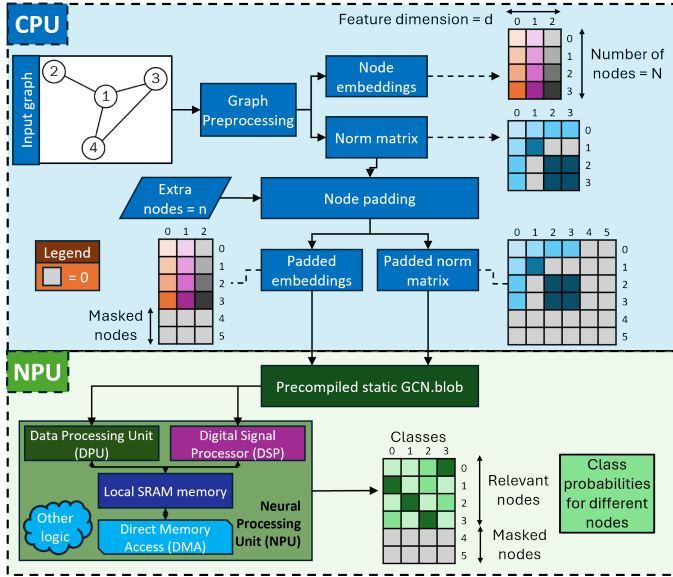 CPU
Feature dimension = d
0 1 2
0
1
2
3
Number of
nodes = N
Input graph
2
3
1
4
Graph
Preprocessing
Node
embeddings
Norm matrix
0 1 2 3
0
1
2
3
Extra
nodes = n
Node padding
Legend
= 0
0 1 2
0
1
2
3
4
5
Masked
nodes
Padded
embeddings
Padded norm
matrix
0 1 2 3 4 5
0
1
2
3
4
5
NPU
Precompiled static GCN.blob
Data Processing Unit
(DPU)
Digital Signal
Processor (DSP)
Local SRAM memory
Other
logic
Direct Memory
Access (DMA)
Neural
Processing
Unit (NPU)
Classes
0 1 2 3
0
1
2
3
4
5
Relevant
nodes
Masked
nodes
Class
probabilities
for different
nodes